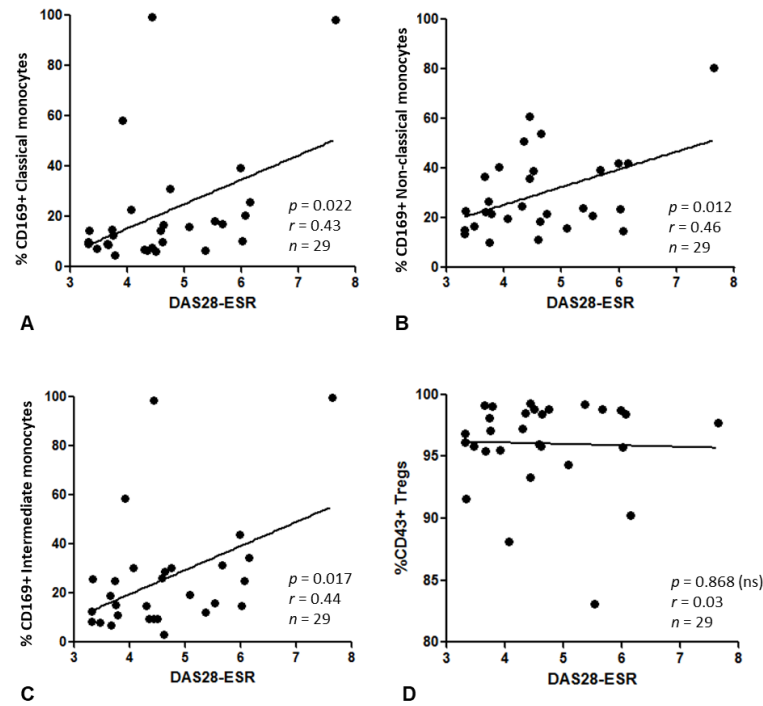 % CD169+ Classical monocytes
100
80
60
40
20
0
3 4 5 6 7 8
DAS28-ESR
p = 0.022
r = 0.43
n = 29
A
% CD169+ Non-classical monocytes
100
80
60
40
20
0
3 4 5 6 7 8
DAS28-ESR
p = 0.012
r = 0.46
n = 29
B
% CD169+ Intermediate monocytes
100
80
60
40
20
0
3 4 5 6 7 8
DAS28-ESR
p = 0.017
r = 0.44
n = 29
C
%CD43+ Tregs
100
95
90
85
80
3 4 5 6 7 8
DAS28-ESR
p = 0.868 (ns)
r = 0.03
n = 29
D